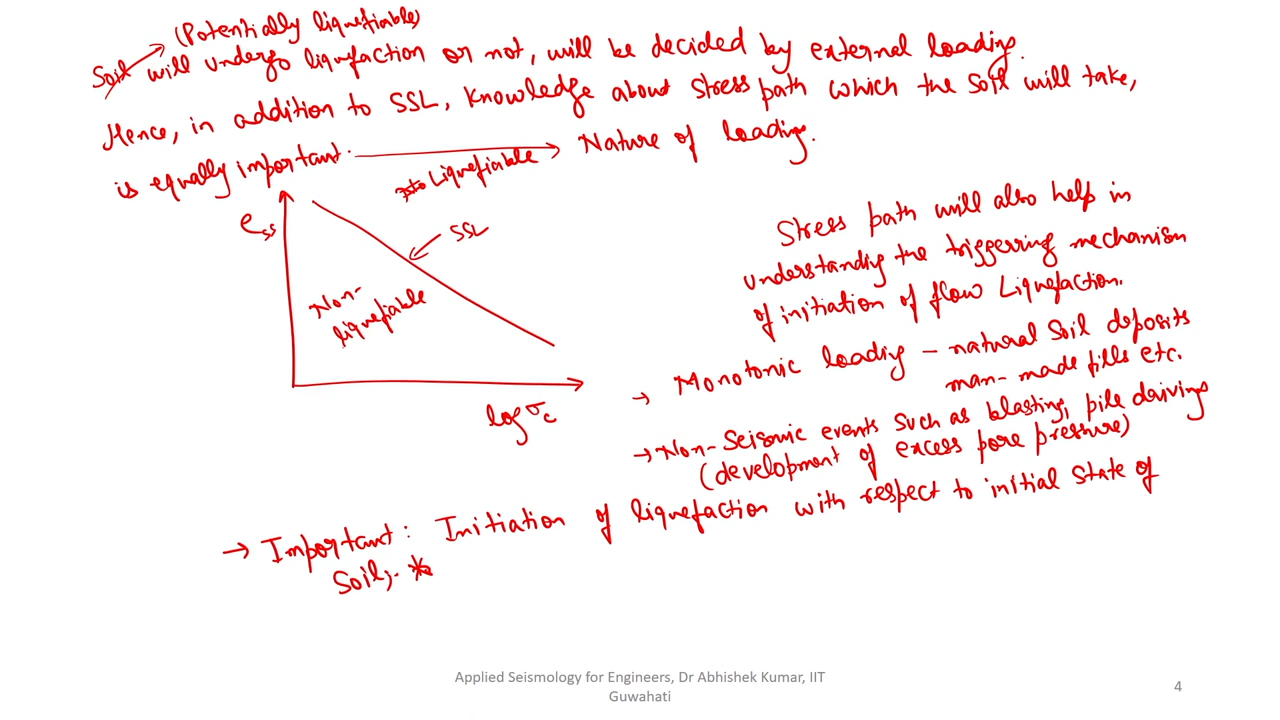 (Potentially liquefiable)
Soil will undergo liquefaction or not, will be decided by external loading.
Hence, in addition to SSL, knowledge about stress path which the soil will take,
is equally important. → Nature of loading.
Liquefiable
e_ss
SSL
Non-
liquefiable
log σ_c
Stress path will also help in
understanding the triggerring mechanism
of initiation of flow Liquefaction.
→ Monotonic loading – natural soil deposits
man-made fills etc.
→ Non-Seismic events such as blasting, pile drivings
(development of excess pore pressure)
→ Important: Initiation of liquefaction with respect to initial state of
Soil;- *
Applied Seismology for Engineers, Dr Abhishek Kumar, IIT
Guwahati
4